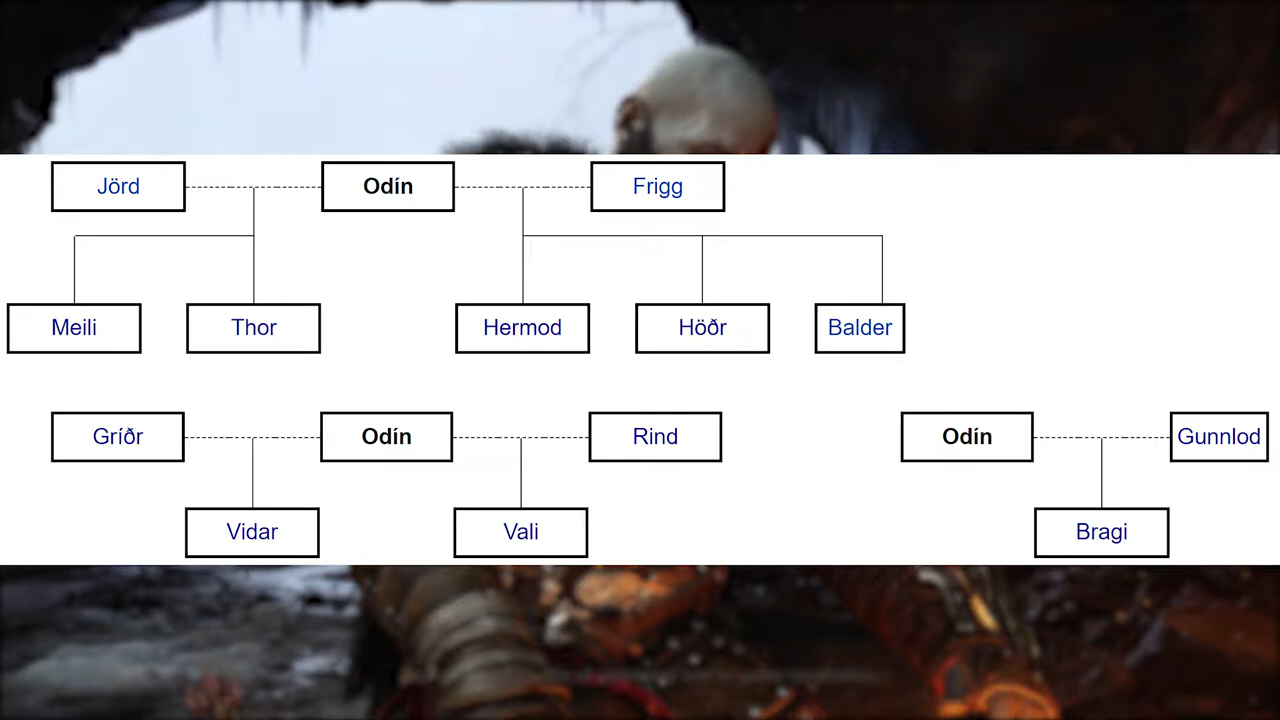 Jörd
Odín
Frigg
Meili
Thor
Hermod
Höðr
Balder
Gríðr
Odín
Rind
Odín
Gunnlod
Vidar
Vali
Bragi